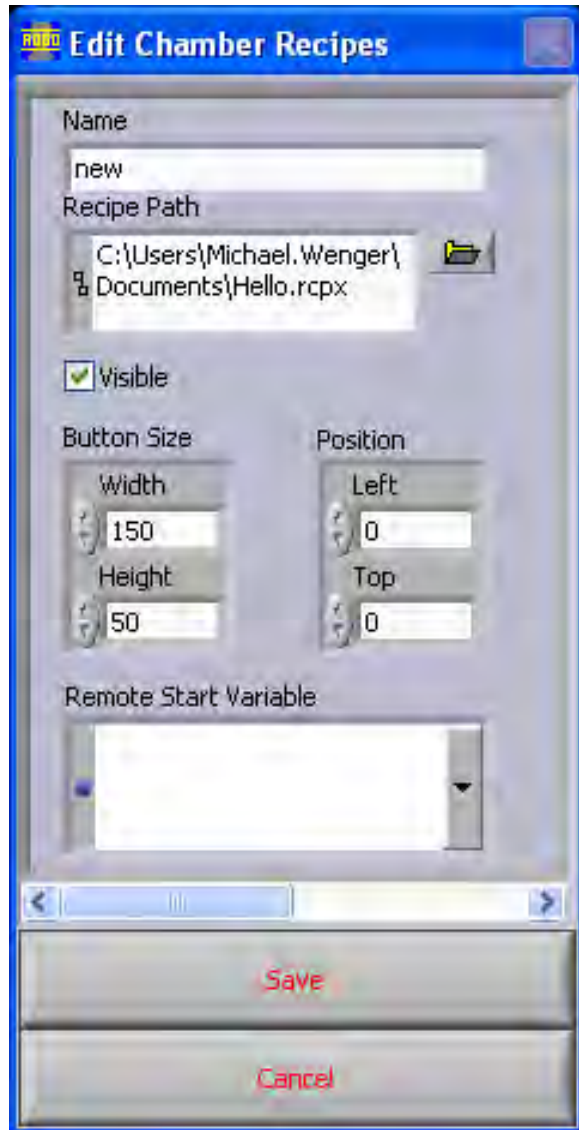 ROBO Edit Chamber Recipes
Name
new
Recipe Path
C:\Users\Michael.Wenger\
Documents\Hello.rcpx
Visible
Button Size Position
Width Left
150 0
Height Top
50 0
Remote Start Variable
Save
Cancel